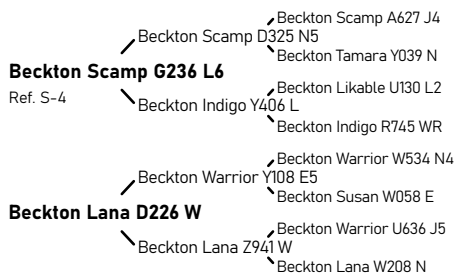 Beckton Scamp A627 J4
Beckton Scamp D325 N5
Beckton Tamara Y039 N
Beckton Scamp G236 L6
Ref. S-4
Beckton Likable U130 L2
Beckton Indigo Y406 L
Beckton Indigo R745 WR
Beckton Warrior W534 N4
Beckton Warrior Y108 E5
Beckton Susan W058 E
Beckton Lana D226 W
Beckton Warrior U636 J5
Beckton Lana Z941 W
Beckton Lana W208 N